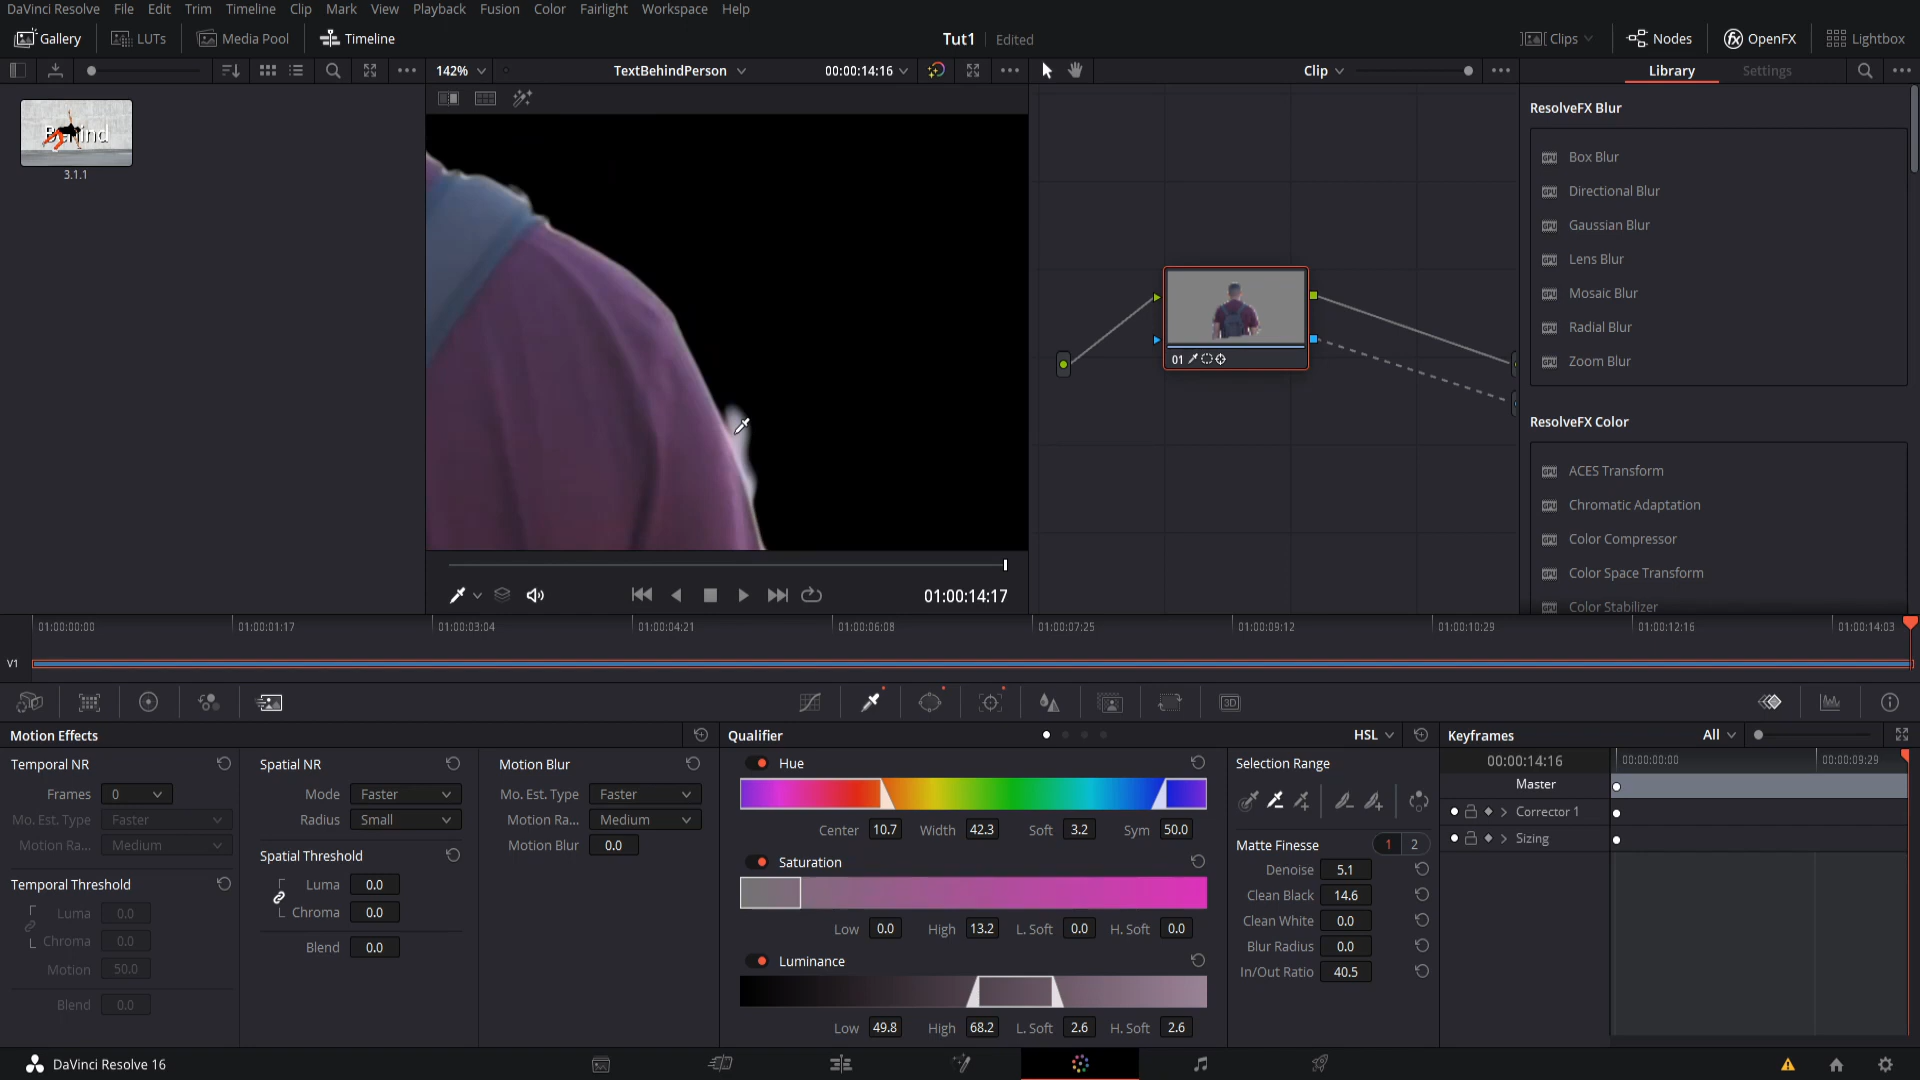 DaVinci Resolve File Edit Trim Timeline Clip Mark View Playback Fusion Color Fairlight Workspace Help
Gallery LUTs Media Pool Timeline Tut1 Edited Clips Nodes OpenFX Lightbox
142% TextBehindPerson 00:00:14:16 Clip Library Settings
3.1.1
ResolveFX Blur
Box Blur
Directional Blur
Gaussian Blur
Lens Blur
Mosaic Blur
Radial Blur
Zoom Blur
01
ResolveFX Color
ACES Transform
Chromatic Adaptation
Color Compressor
Color Space Transform
Color Stabilizer
01:00:14:17
01:00:00:00 01:00:01:17 01:00:03:04 01:00:04:21 01:00:06:08 01:00:07:25 01:00:09:12 01:00:10:29 01:00:12:16 01:00:14:03
V1
3D
Motion Effects
Temporal NR
Frames 0
Mo. Est. Type Faster
Motion Ra... Medium
Temporal Threshold
Luma 0.0
Chroma 0.0
Motion 50.0
Blend 0.0
Spatial NR
Mode Faster
Radius Small
Spatial Threshold
Luma 0.0
Chroma 0.0
Blend 0.0
Motion Blur
Mo. Est. Type Faster
Motion Ra... Medium
Motion Blur 0.0
Qualifier HSL
Hue
Center 10.7 Width 42.3 Soft 3.2 Sym 50.0
Saturation
Low 0.0 High 13.2 L. Soft 0.0 H. Soft 0.0
Luminance
Low 49.8 High 68.2 L. Soft 2.6 H. Soft 2.6
Selection Range
Matte Finesse 1 2
Denoise 5.1
Clean Black 14.6
Clean White 0.0
Blur Radius 0.0
In/Out Ratio 40.5
Keyframes All
00:00:14:16 00:00:00:00 00:00:09:29
Master
Corrector 1
Sizing
DaVinci Resolve 16